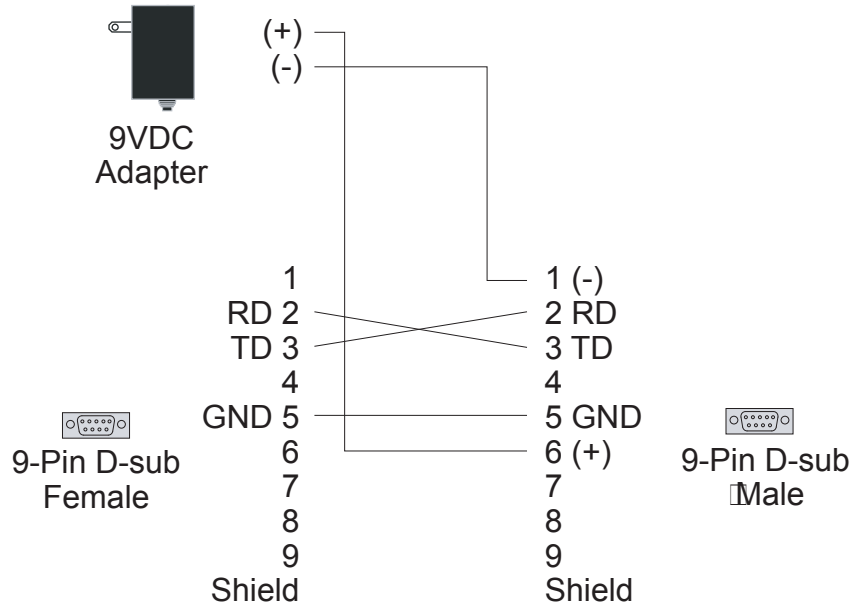 (+)
(-)
9VDC
Adapter
1
RD 2
TD 3
4
GND 5
6
7
8
9
Shield
1 (-)
2 RD
3 TD
4
5 GND
6 (+)
7
8
9
Shield
9-Pin D-sub
Female
9-Pin D-sub
Male